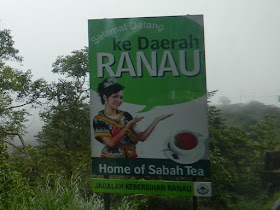 Selamat Datang
ke Daerah
RANAU
Home of Sabah Tea
JAGALAH KEBERSIHAN RANAU